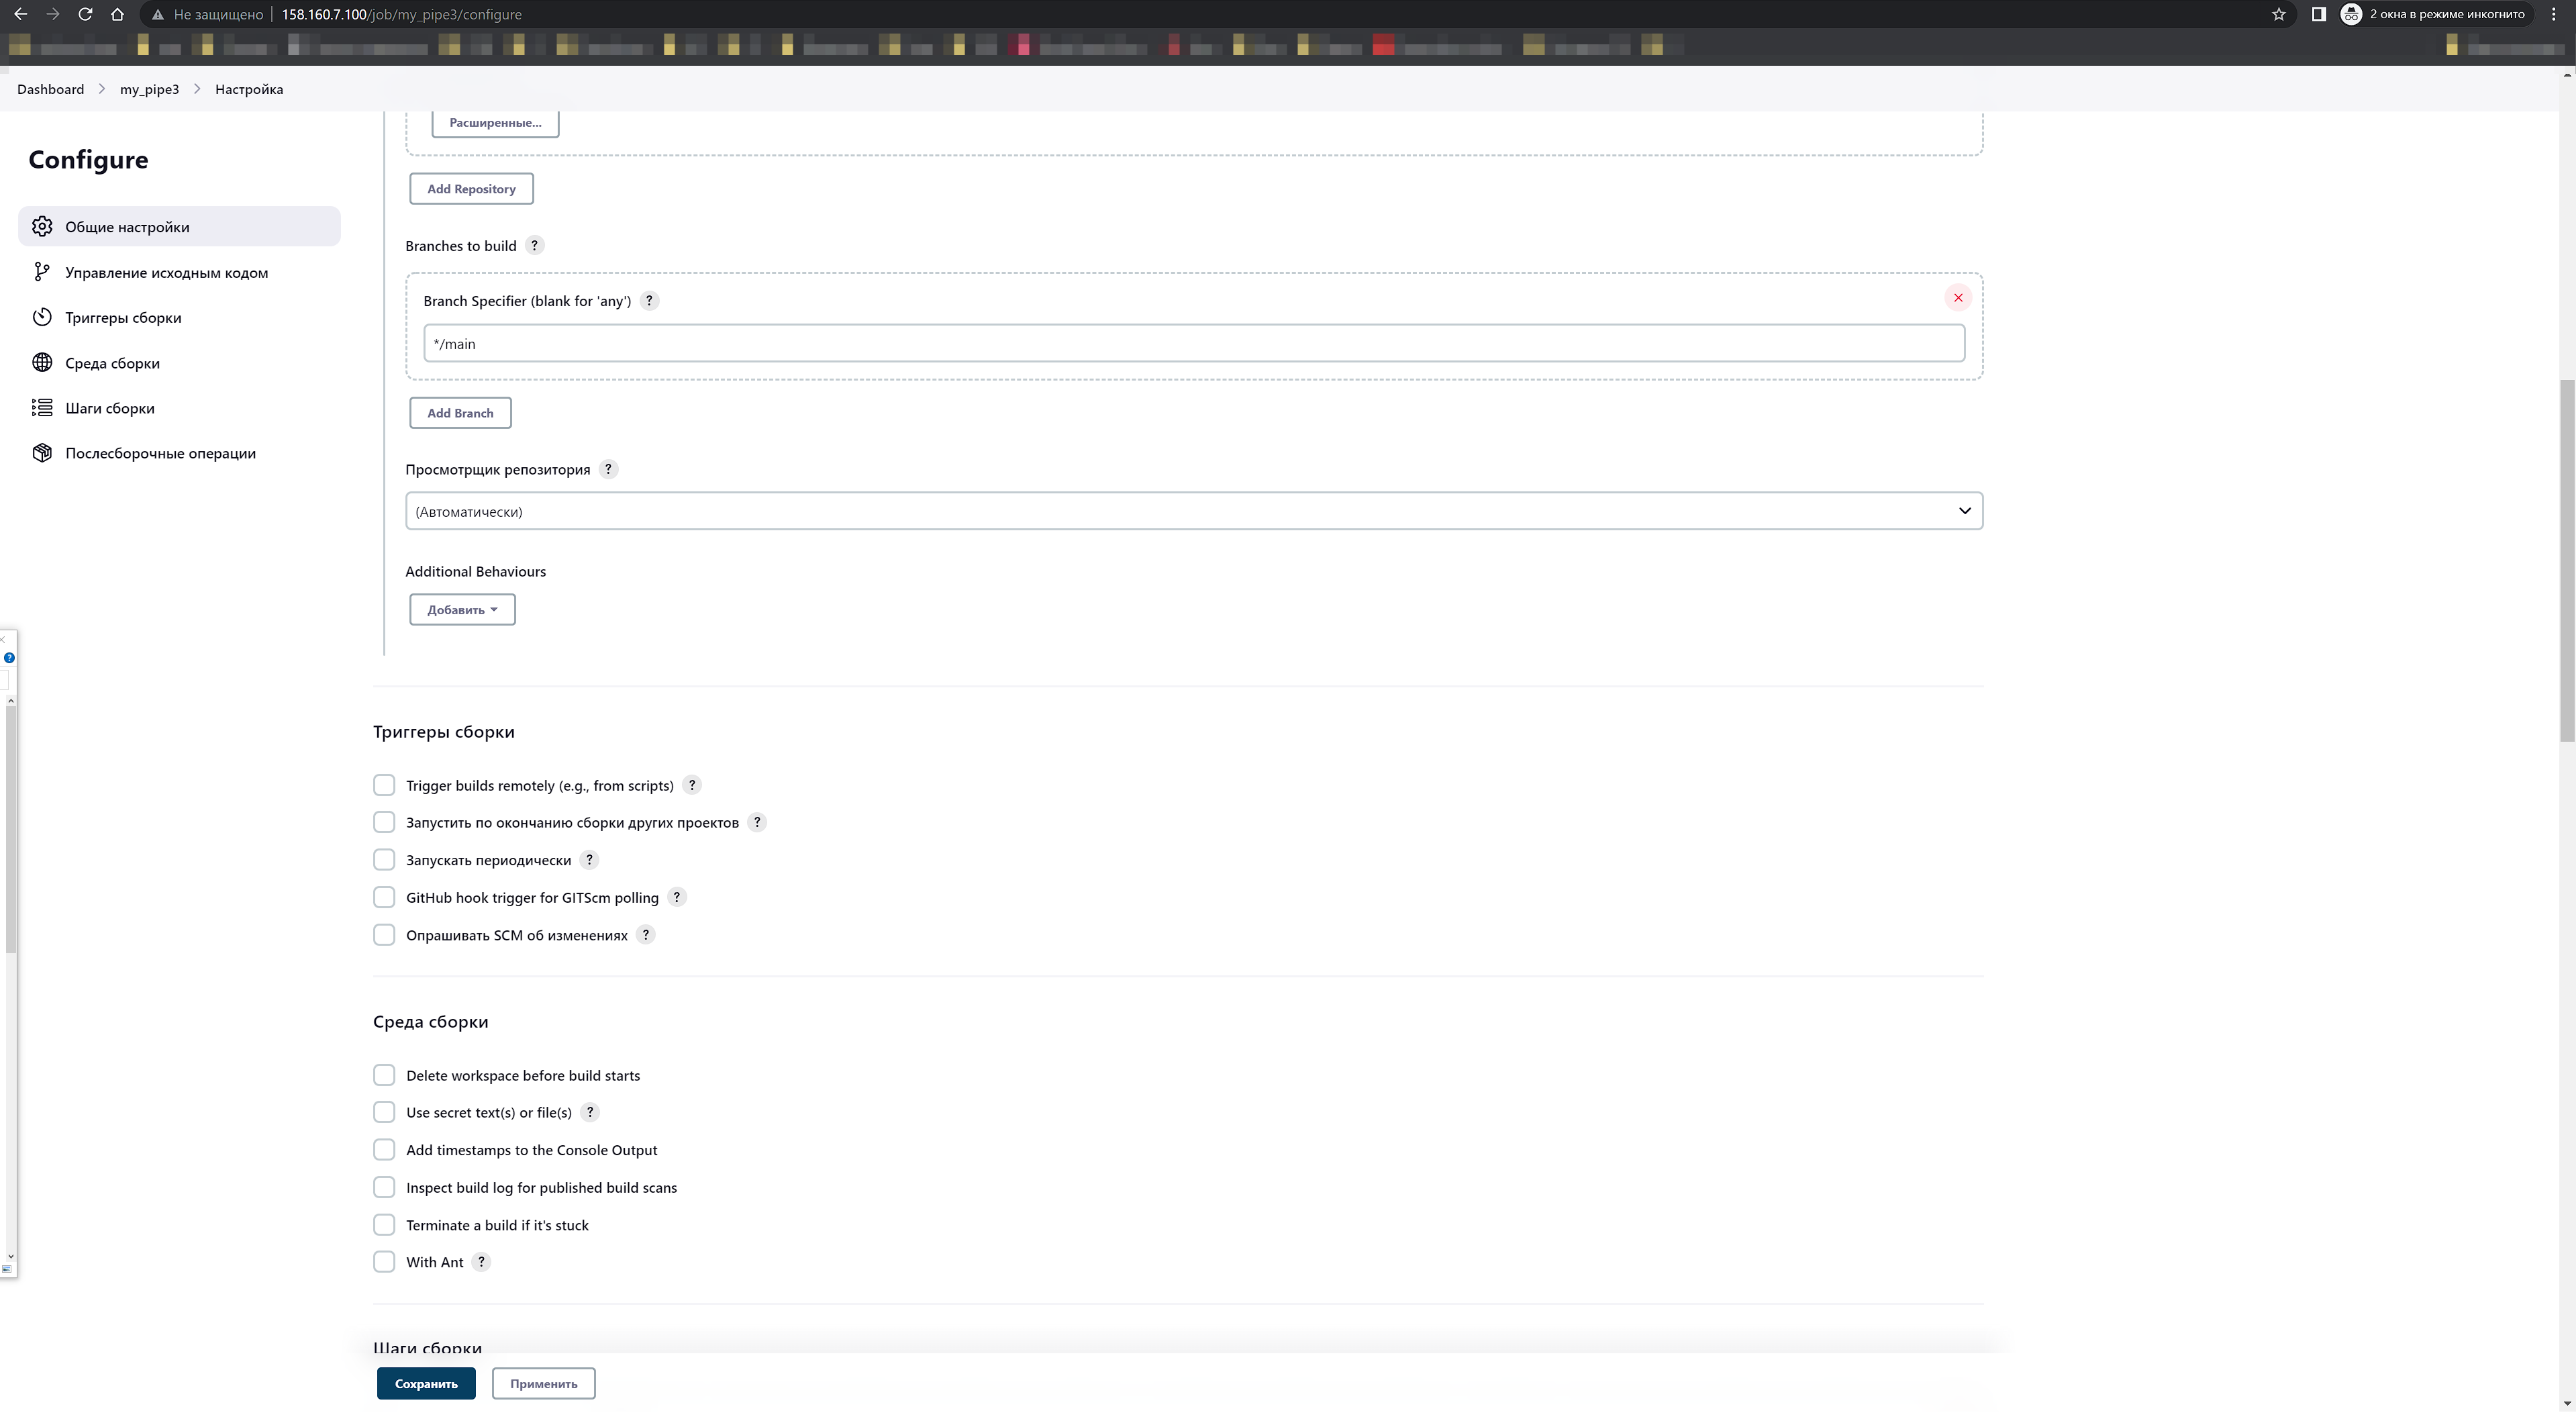 Не защищено 158.160.7.100/job/my_pipe3/configure 2 окна в режиме инкогнито
Dashboard my_pipe3 Настройка
Configure
Общие настройки
Управление исходным кодом
Триггеры сборки
Среда сборки
Шаги сборки
Послесборочные операции
Расширенные...
Add Repository
Branches to build ?
Branch Specifier (blank for 'any') ?
*/main
Add Branch
Просмотрщик репозитория ?
(Автоматически)
Additional Behaviours
Добавить
Триггеры сборки
Trigger builds remotely (e.g., from scripts) ?
Запустить по окончанию сборки других проектов ?
Запускать периодически ?
GitHub hook trigger for GITScm polling ?
Опрашивать SCM об изменениях ?
Среда сборки
Delete workspace before build starts
Use secret text(s) or file(s) ?
Add timestamps to the Console Output
Inspect build log for published build scans
Terminate a build if it's stuck
With Ant ?
Шаги сборки
Сохранить Применить